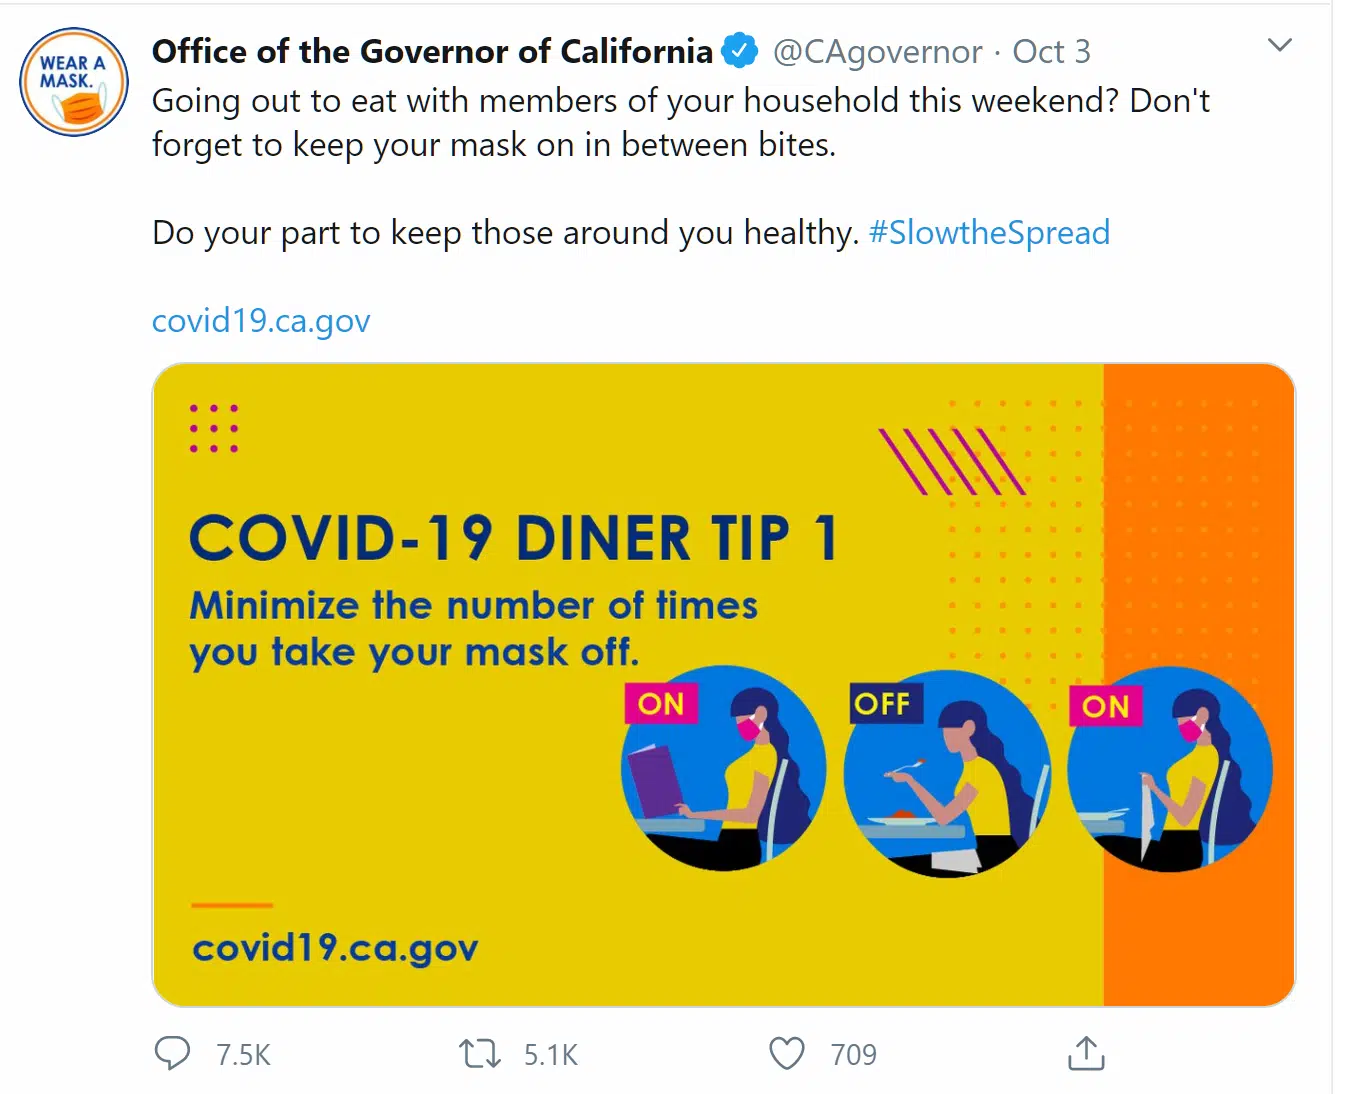 WEAR A
MASK.
Office of the Governor of California @CAgovernor · Oct 3
Going out to eat with members of your household this weekend? Don't
forget to keep your mask on in between bites.
Do your part to keep those around you healthy. #SlowtheSpread
covid19.ca.gov
COVID-19 DINER TIP 1
Minimize the number of times
you take your mask off.
ON OFF ON
covid19.ca.gov
7.5K 5.1K 709